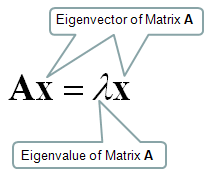 Eigenvector of Matrix A
Ax = λx
Eigenvalue of Matrix A